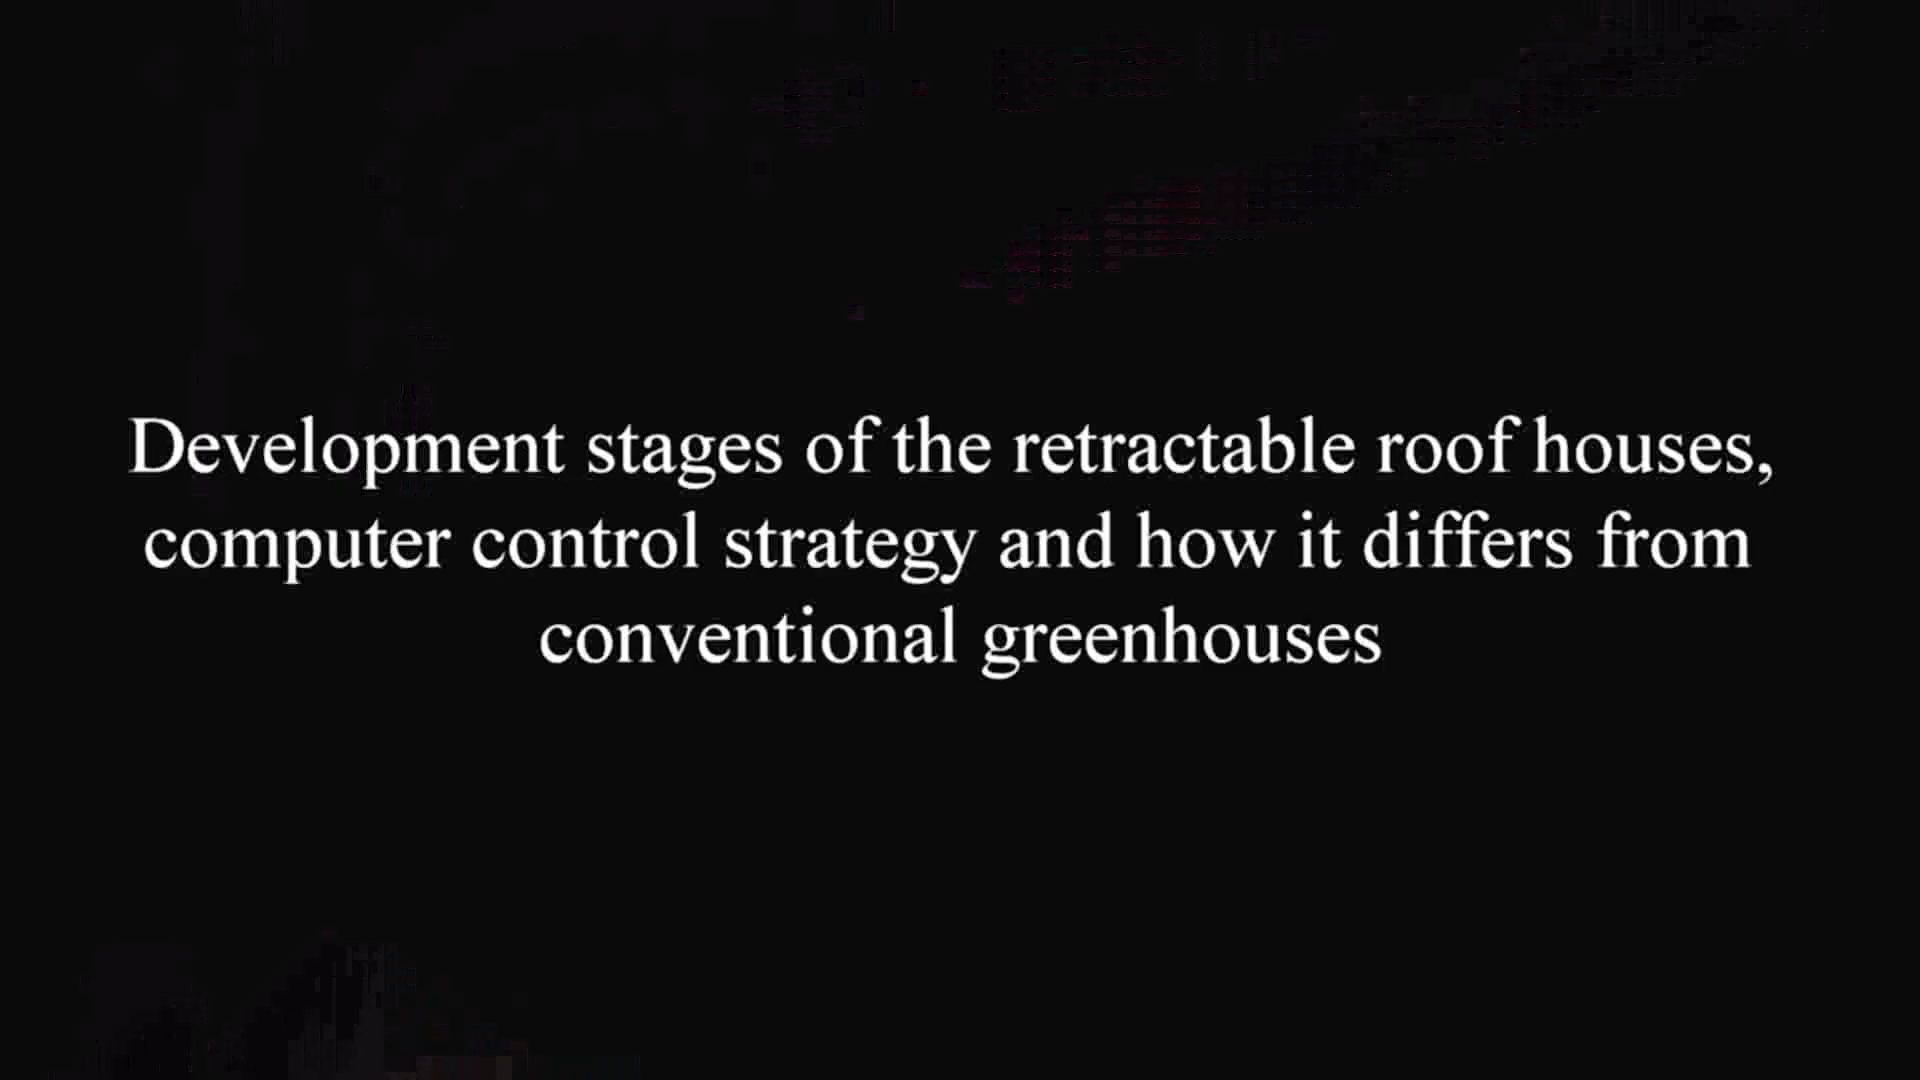 Development stages of the retractable roof houses,
computer control strategy and how it differs from
conventional greenhouses